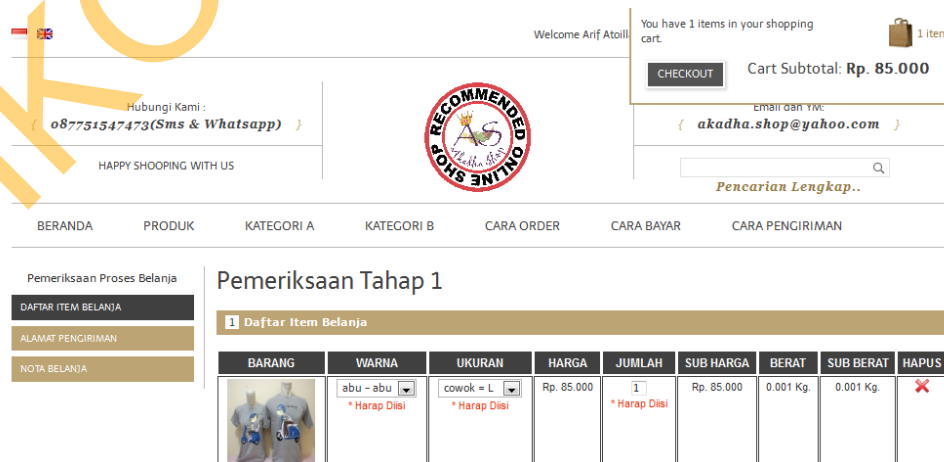 You have 1 items in your shopping
cart.
Welcome Arif
CHECKOUT
Cart Subtotal: Rp. 85.000
Hubungi Kami :
{ 087751547473(Sms & Whatsapp) }
RECOMMENDED
AS
Akadha Shop
SHOP ONLINE
Email dan YM:
{ akadha.shop@yahoo.com }
HAPPY SHOOPING WITH US
Pencarian Lengkap..
BERANDA PRODUK KATEGORI A KATEGORI B CARA ORDER CARA BAYAR CARA PENGIRIMAN
Pemeriksaan Proses Belanja
DAFTAR ITEM BELANJA
ALAMAT PENGIRIMAN
NOTA BELANJA
Pemeriksaan Tahap 1
1 Daftar Item Belanja
BARANG WARNA UKURAN HARGA JUMLAH SUB HARGA BERAT SUB BERAT HAPUS
abu - abu cowok = L Rp. 85.000 1 Rp. 85.000 0.001 Kg. 0.001 Kg.
* Harap Diisi * Harap Diisi * Harap Diisi